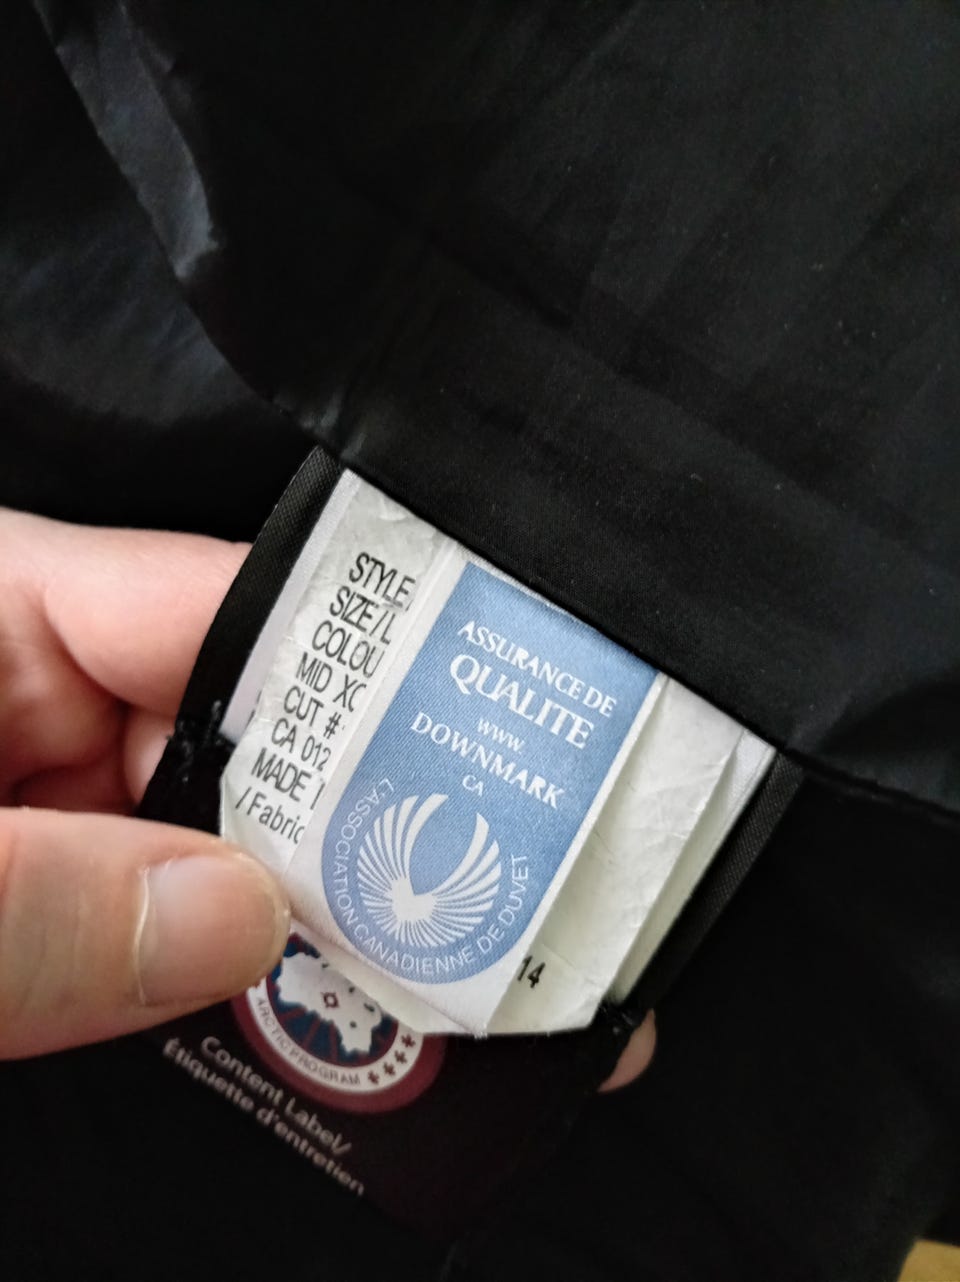 STYLE/
SIZE/L
COLOU
MID XC
CUT #
CA 012
MADE
/Fabric
ASSURANCE DE
QUALITE
www.
DOWNMARK
CA
L'ASSOCIATION CANADIENNE DE DUVET
14
ARCTIC PROGRAM
Content Label/
Étiquette d'entretien